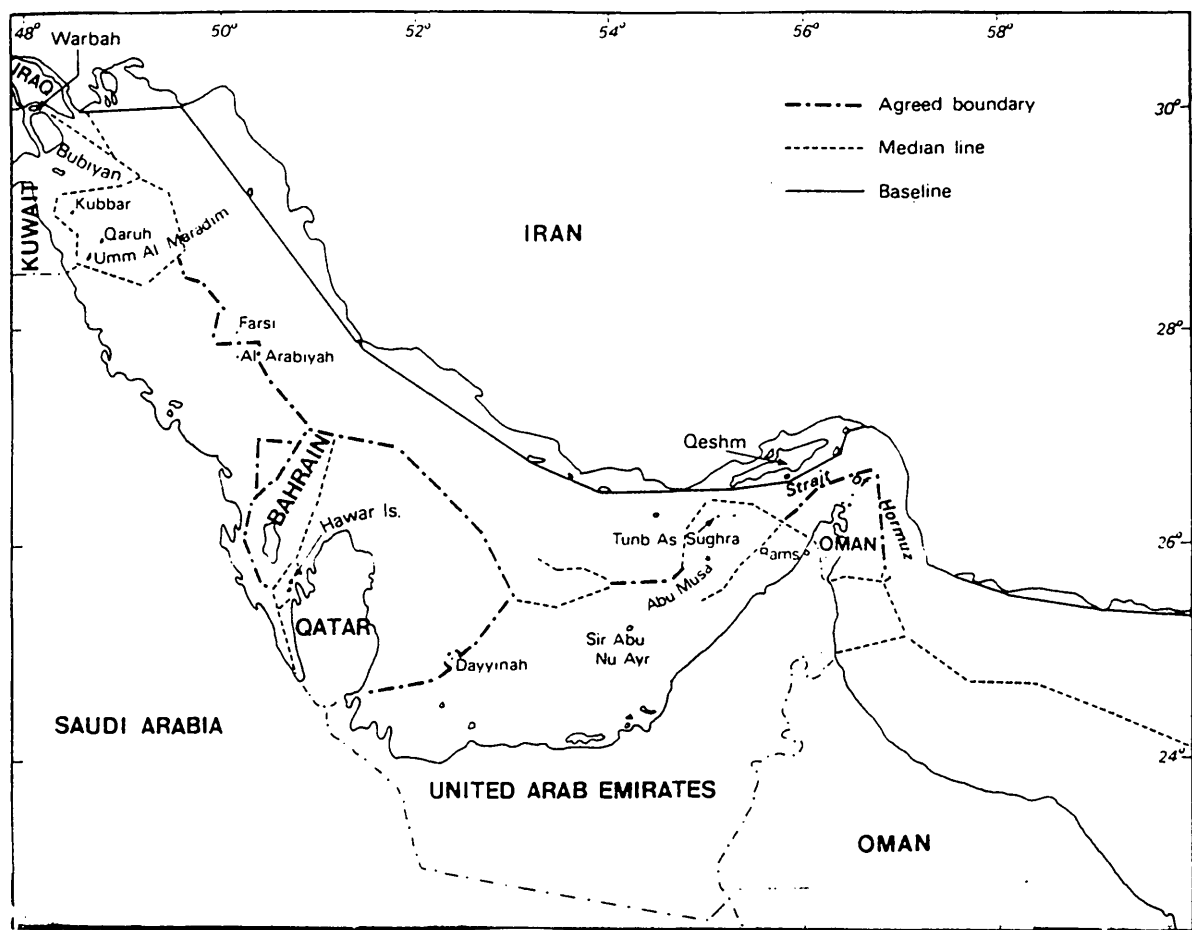 48° 50° 52° 54° 56° 58°
Warbah
IRAQ
30°
Agreed boundary
Median line
Baseline
Bubiyan
KUWAIT
Kubbar
Qaruh
Umm Al Maradim
IRAN
28°
Farsi
Al Arabiyah
Qeshm
Strait of Hormuz
BAHRAIN
Hawar Is.
Tunb As Sughra
Rams
OMAN
26°
Abu Musa
QATAR
Sir Abu
Nu Ayr
Dayyinah
SAUDI ARABIA
24°
UNITED ARAB EMIRATES
OMAN